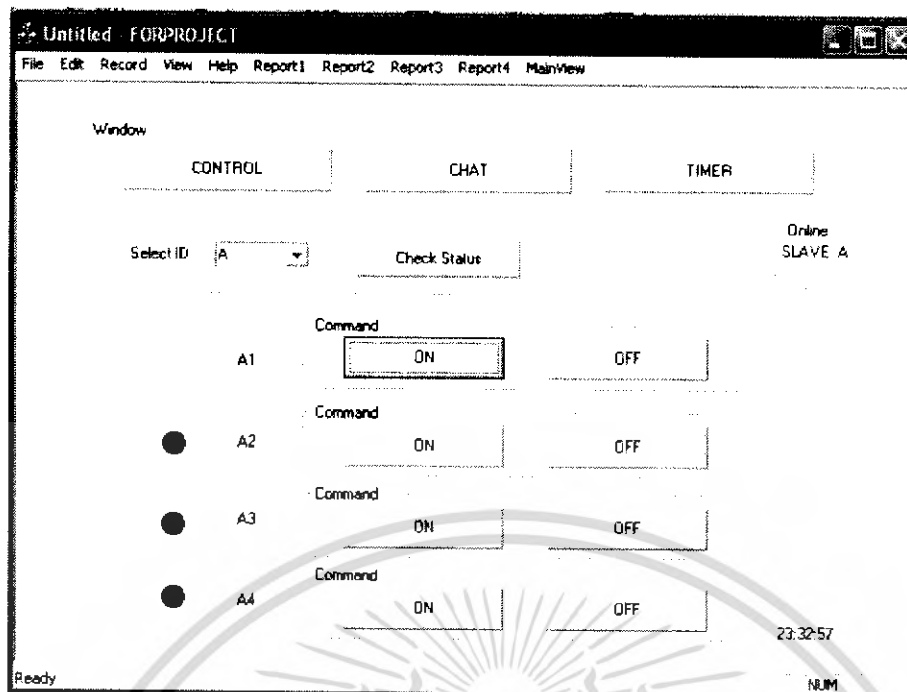 Untitled - FORPROJECT
File Edit Record View Help Report1 Report2 Report3 Report4 MainView
Window
CONTROL CHAT TIMER
Online
Select ID A Check Status SLAVE A
Command
A1 ON OFF
Command
A2 ON OFF
Command
A3 ON OFF
Command
A4 ON OFF
23:32:57
Ready NUM